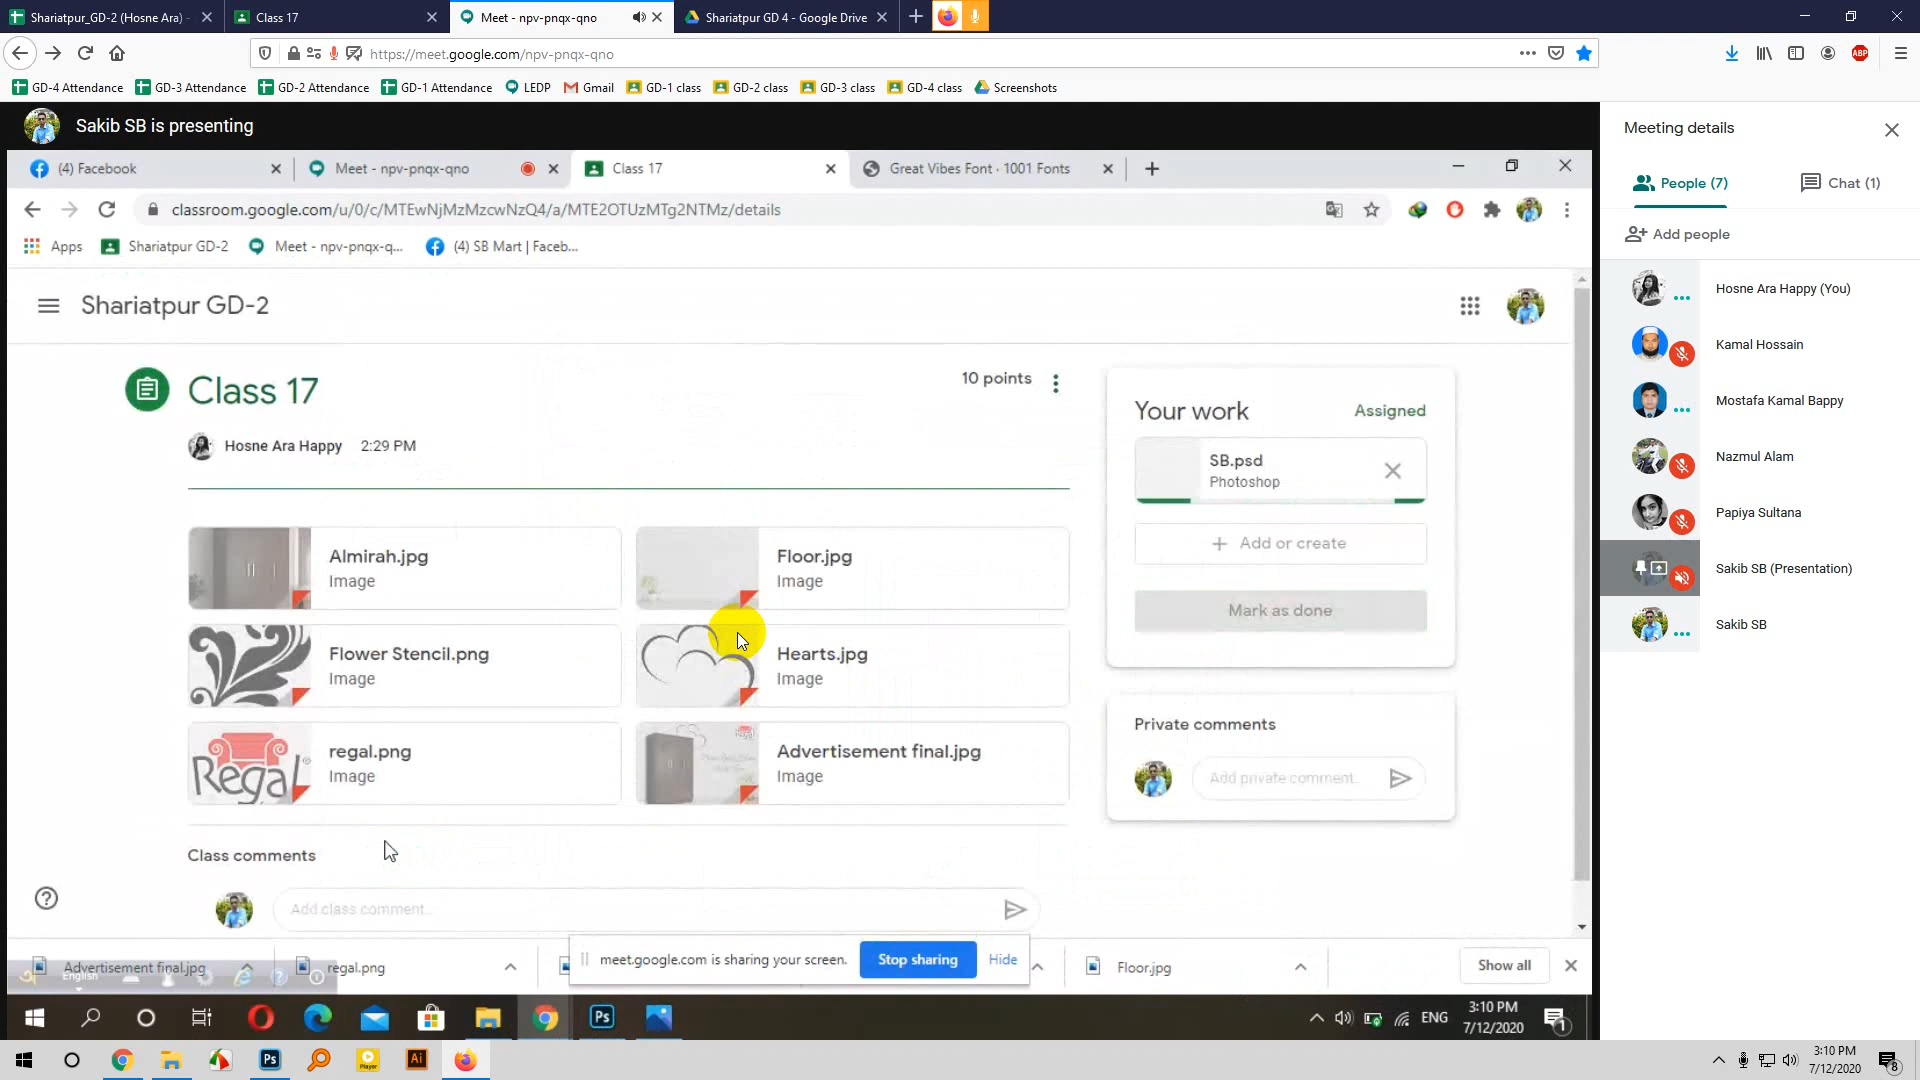 Shariatpur_GD-2 (Hosne Ara) -
Class 17
Meet - npv-pnqx-qno
Shariatpur GD 4 - Google Drive
https://meet.google.com/npv-pnqx-qno
ABP
GD-4 Attendance
GD-3 Attendance
GD-2 Attendance
GD-1 Attendance
LEDP
Gmail
GD-1 class
GD-2 class
GD-3 class
GD-4 class
Screenshots
Sakib SB is presenting
(4) Facebook
Meet - npv-pnqx-qno
Class 17
Great Vibes Font · 1001 Fonts
classroom.google.com/u/0/c/MTEwNjMzMzcwNzQ4/a/MTE2OTUzMTg2NTMz/details
Apps
Shariatpur GD-2
Meet - npv-pnqx-q...
(4) SB Mart | Faceb...
Shariatpur GD-2
Class 17
10 points
Hosne Ara Happy
2:29 PM
Almirah.jpg
Image
Floor.jpg
Image
Flower Stencil.png
Image
Hearts.jpg
Image
Regal
regal.png
Image
Advertisement final.jpg
Image
Class comments
Add class comment...
Your work
Assigned
SB.psd
Photoshop
Add or create
Mark as done
Private comments
Add private comment...
Advertisement final.jpg
English
regal.png
meet.google.com is sharing your screen.
Stop sharing
Hide
Floor.jpg
Show all
Ps
ENG
3:10 PM
7/12/2020
1
Meeting details
People (7)
Chat (1)
Add people
Hosne Ara Happy (You)
Kamal Hossain
Mostafa Kamal Bappy
Nazmul Alam
Papiya Sultana
Sakib SB (Presentation)
Sakib SB
Ps
Player
Ai
3:10 PM
7/12/2020
8